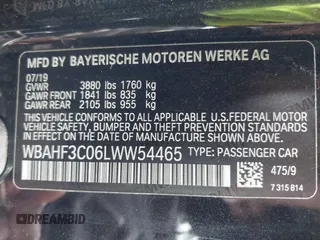 MFD BY BAYERISCHE MOTOREN WERKE AG
07/19
GVWR 3880 lbs 1760 kg
GAWR FRONT 1841 lbs 835 kg
GAWR REAR 2105 lbs 955 kg
THIS VEHICLE CONFORMS TO ALL APPLICABLE U.S.FEDERAL MOTOR
VEHICLE SAFETY, BUMPER, AND THEFT PREVENTION STANDARDS
IN EFFECT ON THE DATE OF MANUFACTURE SHOWN ABOVE.
WBAHF3C06LWW54465 TYPE: PASSENGER CAR
475/9
7 315 814